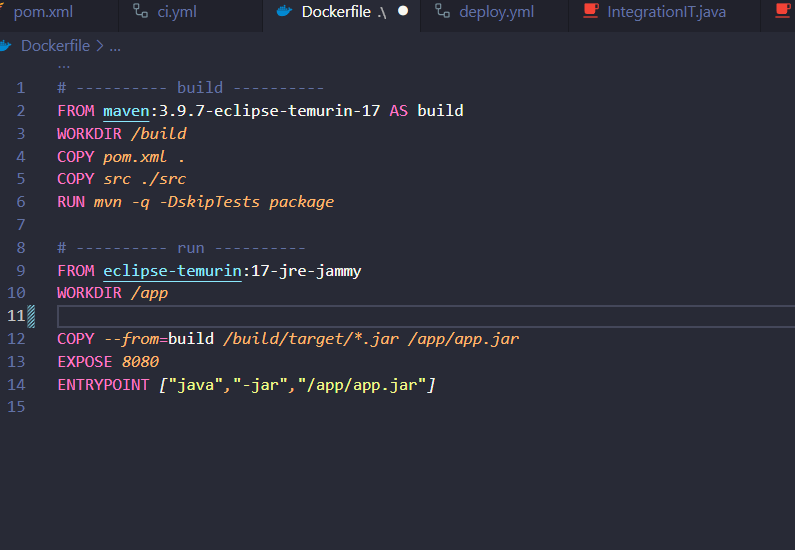 pom.xml ci.yml Dockerfile .\ deploy.yml IntegrationIT.java
Dockerfile > ...
...
1 # ---------- build ----------
2 FROM maven:3.9.7-eclipse-temurin-17 AS build
3 WORKDIR /build
4 COPY pom.xml .
5 COPY src ./src
6 RUN mvn -q -DskipTests package
7
8 # ---------- run ----------
9 FROM eclipse-temurin:17-jre-jammy
10 WORKDIR /app
11
12 COPY --from=build /build/target/*.jar /app/app.jar
13 EXPOSE 8080
14 ENTRYPOINT ["java","-jar","/app/app.jar"]
15